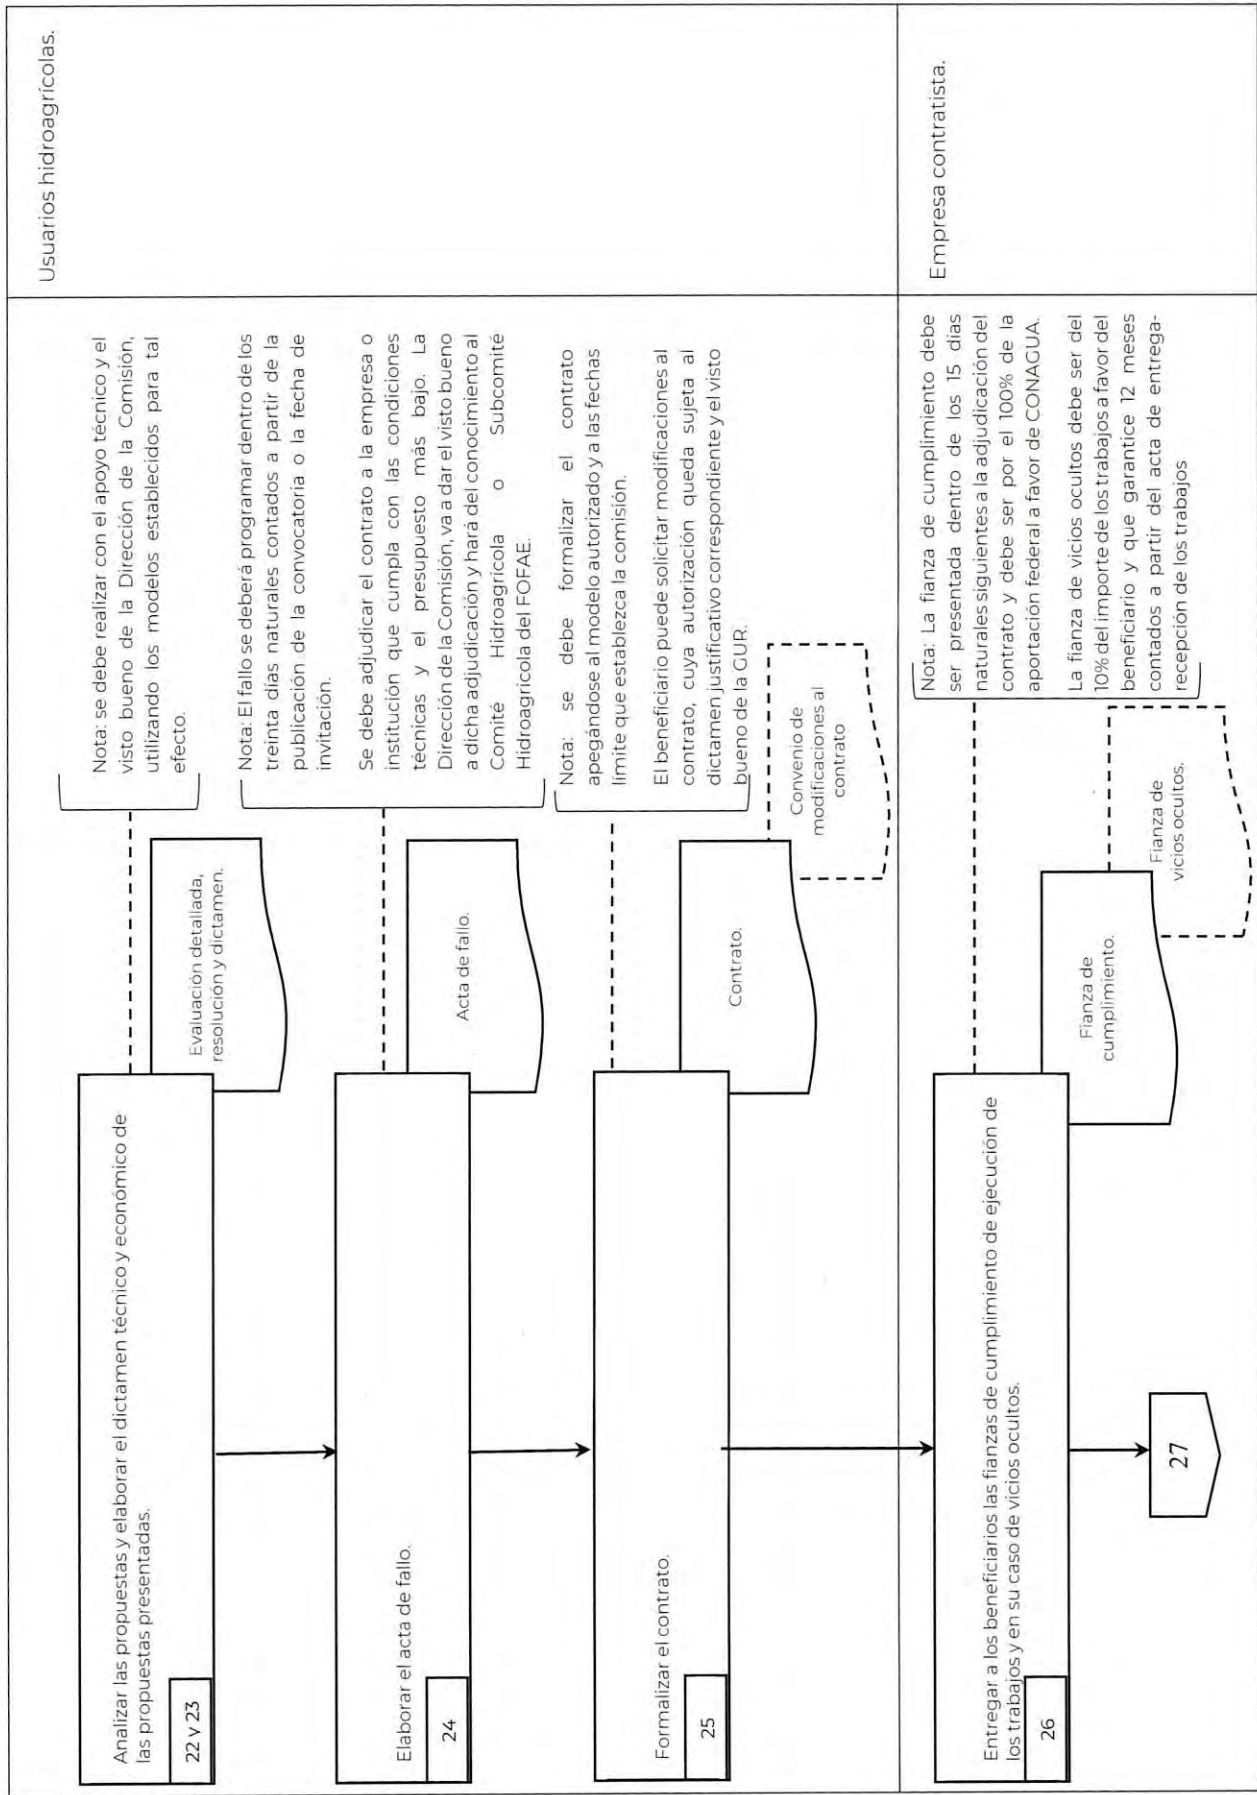 Usuarios hidroagrícolas.
Analizar las propuestas y elaborar el dictamen técnico y económico de
las propuestas presentadas.
22 y 23
Evaluación detallada,
resolución y dictamen.
Nota: se debe realizar con el apoyo técnico y el
visto bueno de la Dirección de la Comisión,
utilizando los modelos establecidos para tal
efecto.
Elaborar el acta de fallo.
24
Acta de fallo.
Nota: El fallo se deberá programar dentro de los
treinta días naturales contados a partir de la
publicación de la convocatoria o la fecha de
invitación.
Se debe adjudicar el contrato a la empresa o
institución que cumpla con las condiciones
técnicas y el presupuesto más bajo. La
Dirección de la Comisión, va a dar el visto bueno
a dicha adjudicación y hará del conocimiento al
Comité Hidroagrícola o Subcomité
Hidroagrícola del FOFAE.
Formalizar el contrato.
25
Contrato.
Convenio de
modificaciones al
contrato
Nota: se debe formalizar el contrato
apegándose al modelo autorizado y a las fechas
límite que establezca la comisión.
El beneficiario puede solicitar modificaciones al
contrato, cuya autorización queda sujeta al
dictamen justificativo correspondiente y el visto
bueno de la GUR.
Empresa contratista.
Entregar a los beneficiarios las fianzas de cumplimiento de ejecución de
los trabajos y en su caso de vicios ocultos.
26
Fianza de
cumplimiento.
Fianza de
vicios ocultos.
Nota: La fianza de cumplimiento debe
ser presentada dentro de los 15 días
naturales siguientes a la adjudicación del
contrato y debe ser por el 100% de la
aportación federal a favor de CONAGUA.
La fianza de vicios ocultos debe ser del
10% del importe de los trabajos a favor del
beneficiario y que garantice 12 meses
contados a partir del acta de entrega-
recepción de los trabajos
27